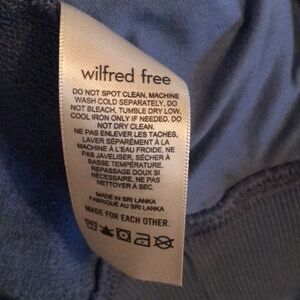 wilfred free
DO NOT SPOT CLEAN, MACHINE
WASH COLD SEPARATELY, DO
NOT BLEACH, TUMBLE DRY LOW,
COOL IRON ONLY IF NEEDED, DO
NOT DRY CLEAN.
NE PAS ENLEVER LES TACHES,
LAVER SÉPARÉMENT À LA
MACHINE À L'EAU FROIDE, NE
PAS JAVELISER, SÉCHER À
BASSE TEMPÉRATURE,
REPASSAGE DOUX SI
NÉCESSAIRE, NE PAS
NETTOYER À SEC.
MADE IN SRI LANKA
FABRIQUÉ AU SRI LANKA
MADE FOR EACH OTHER.